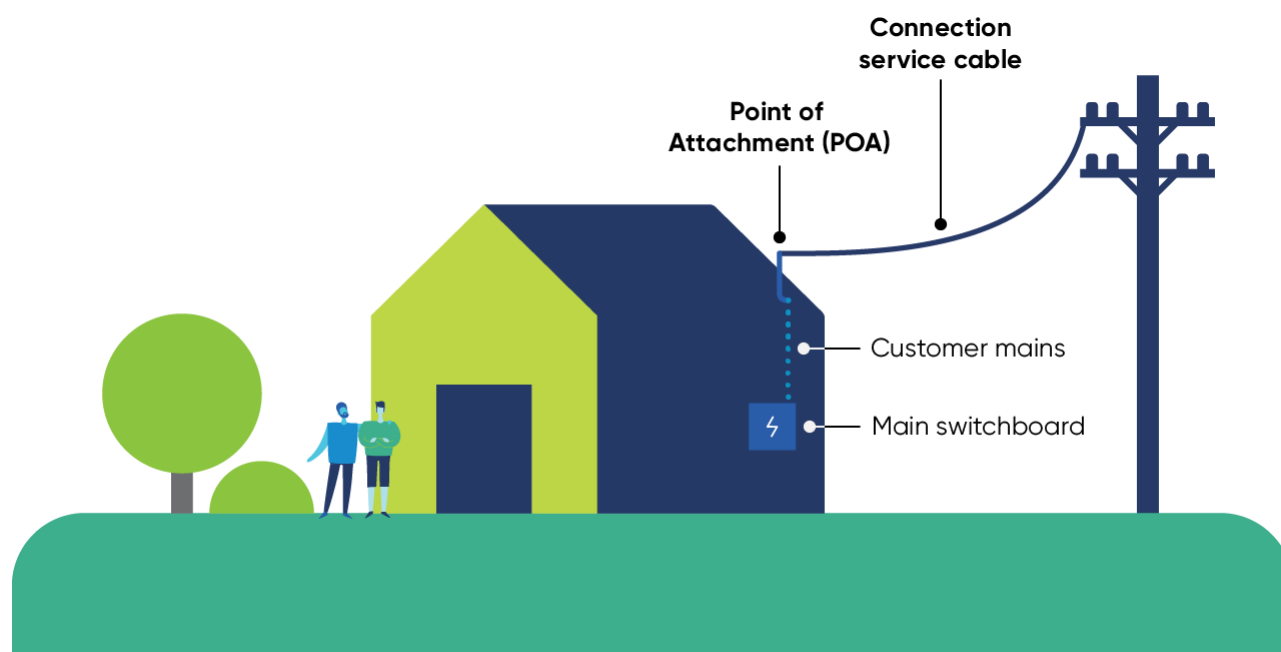 Connection
service cable
Point of
Attachment (POA)
Customer mains
Main switchboard